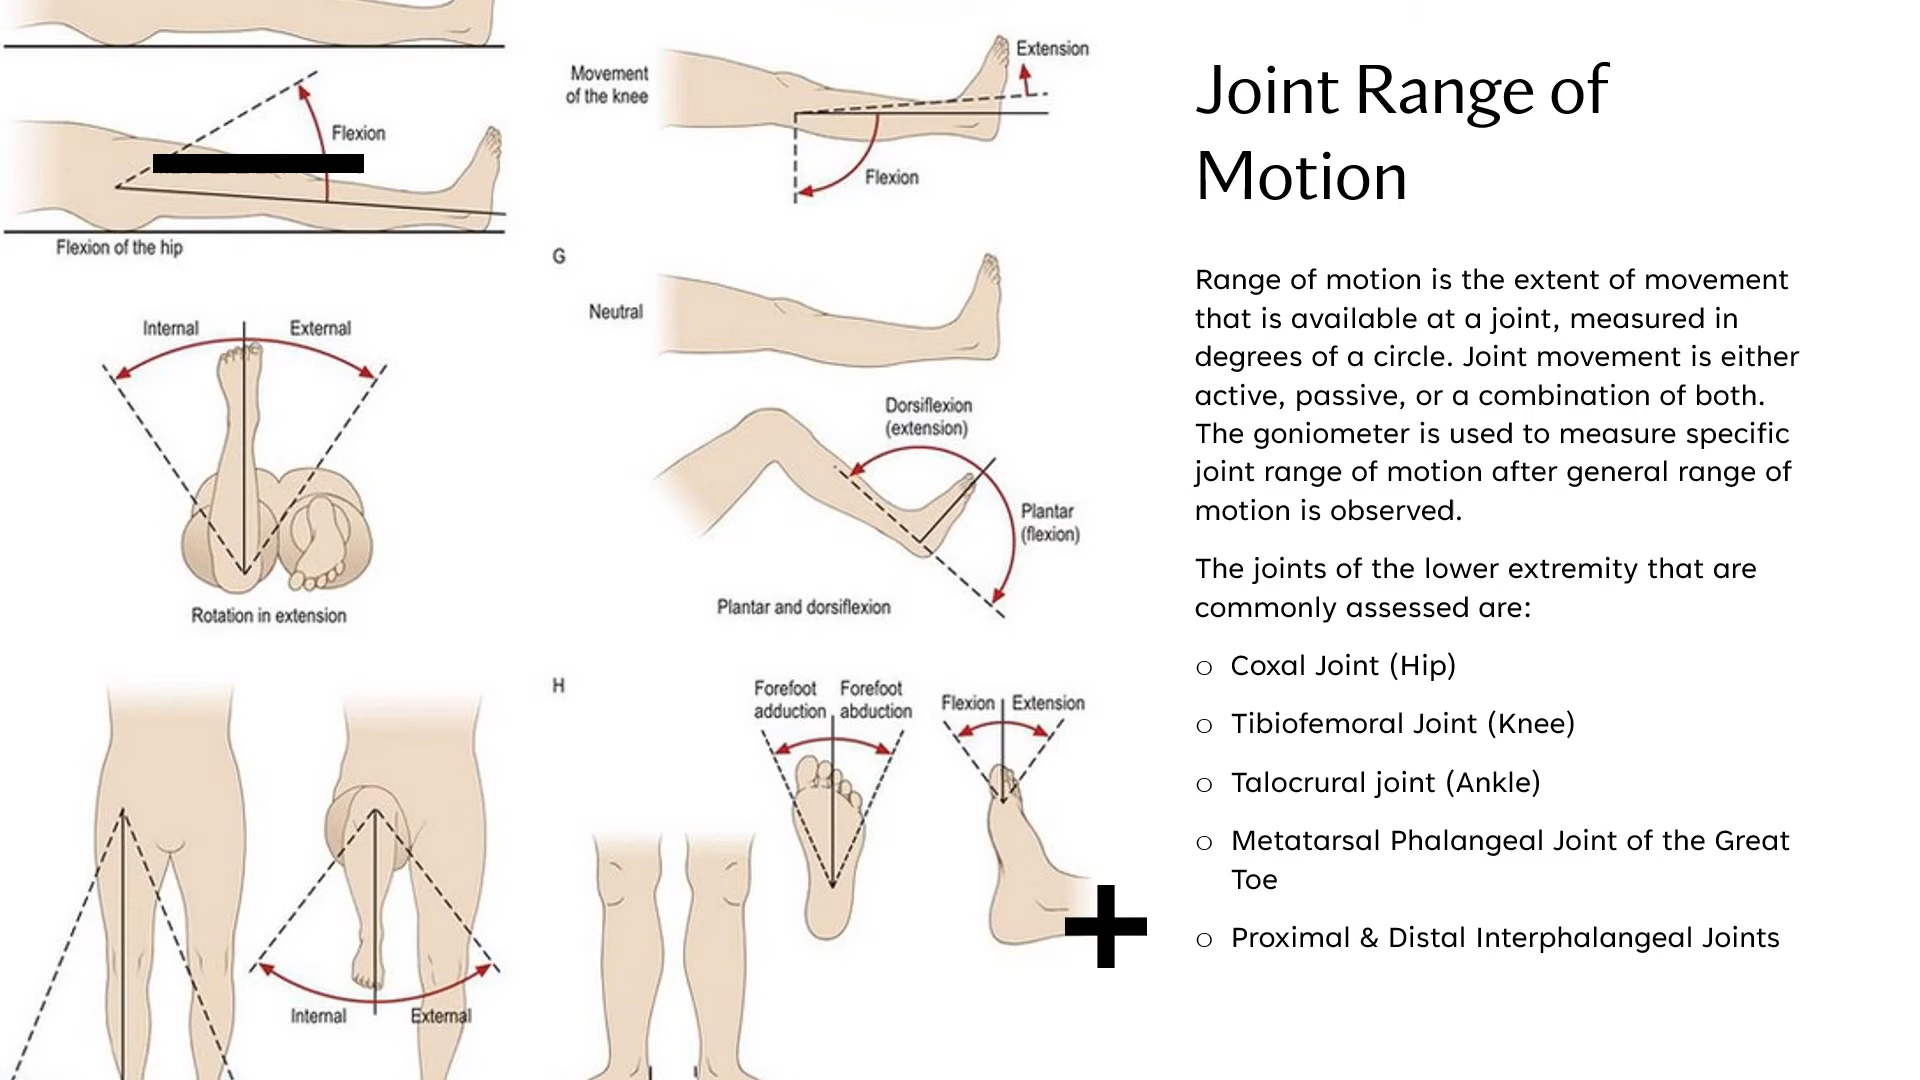 Flexion
Flexion of the hip
Internal
External
Rotation in extension
Internal
External
Movement
of the knee
Extension
Flexion
G
Neutral
Dorsiflexion
(extension)
Plantar
(flexion)
Plantar and dorsiflexion
H
Forefoot
adduction
Forefoot
abduction
Flexion
Extension
Joint Range of
Motion
Range of motion is the extent of movement
that is available at a joint, measured in
degrees of a circle. Joint movement is either
active, passive, or a combination of both.
The goniometer is used to measure specific
joint range of motion after general range of
motion is observed.
The joints of the lower extremity that are
commonly assessed are:
○ Coxal Joint (Hip)
○ Tibiofemoral Joint (Knee)
○ Talocrural joint (Ankle)
○ Metatarsal Phalangeal Joint of the Great
Toe
○ Proximal & Distal Interphalangeal Joints